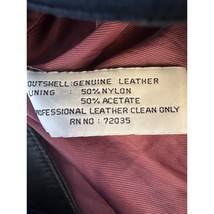 OUTSHELL:GENUINE LEATHER
LINING : 50% NYLON
50% ACETATE
PROFESSIONAL LEATHER CLEAN ONLY
RN NO : 72035